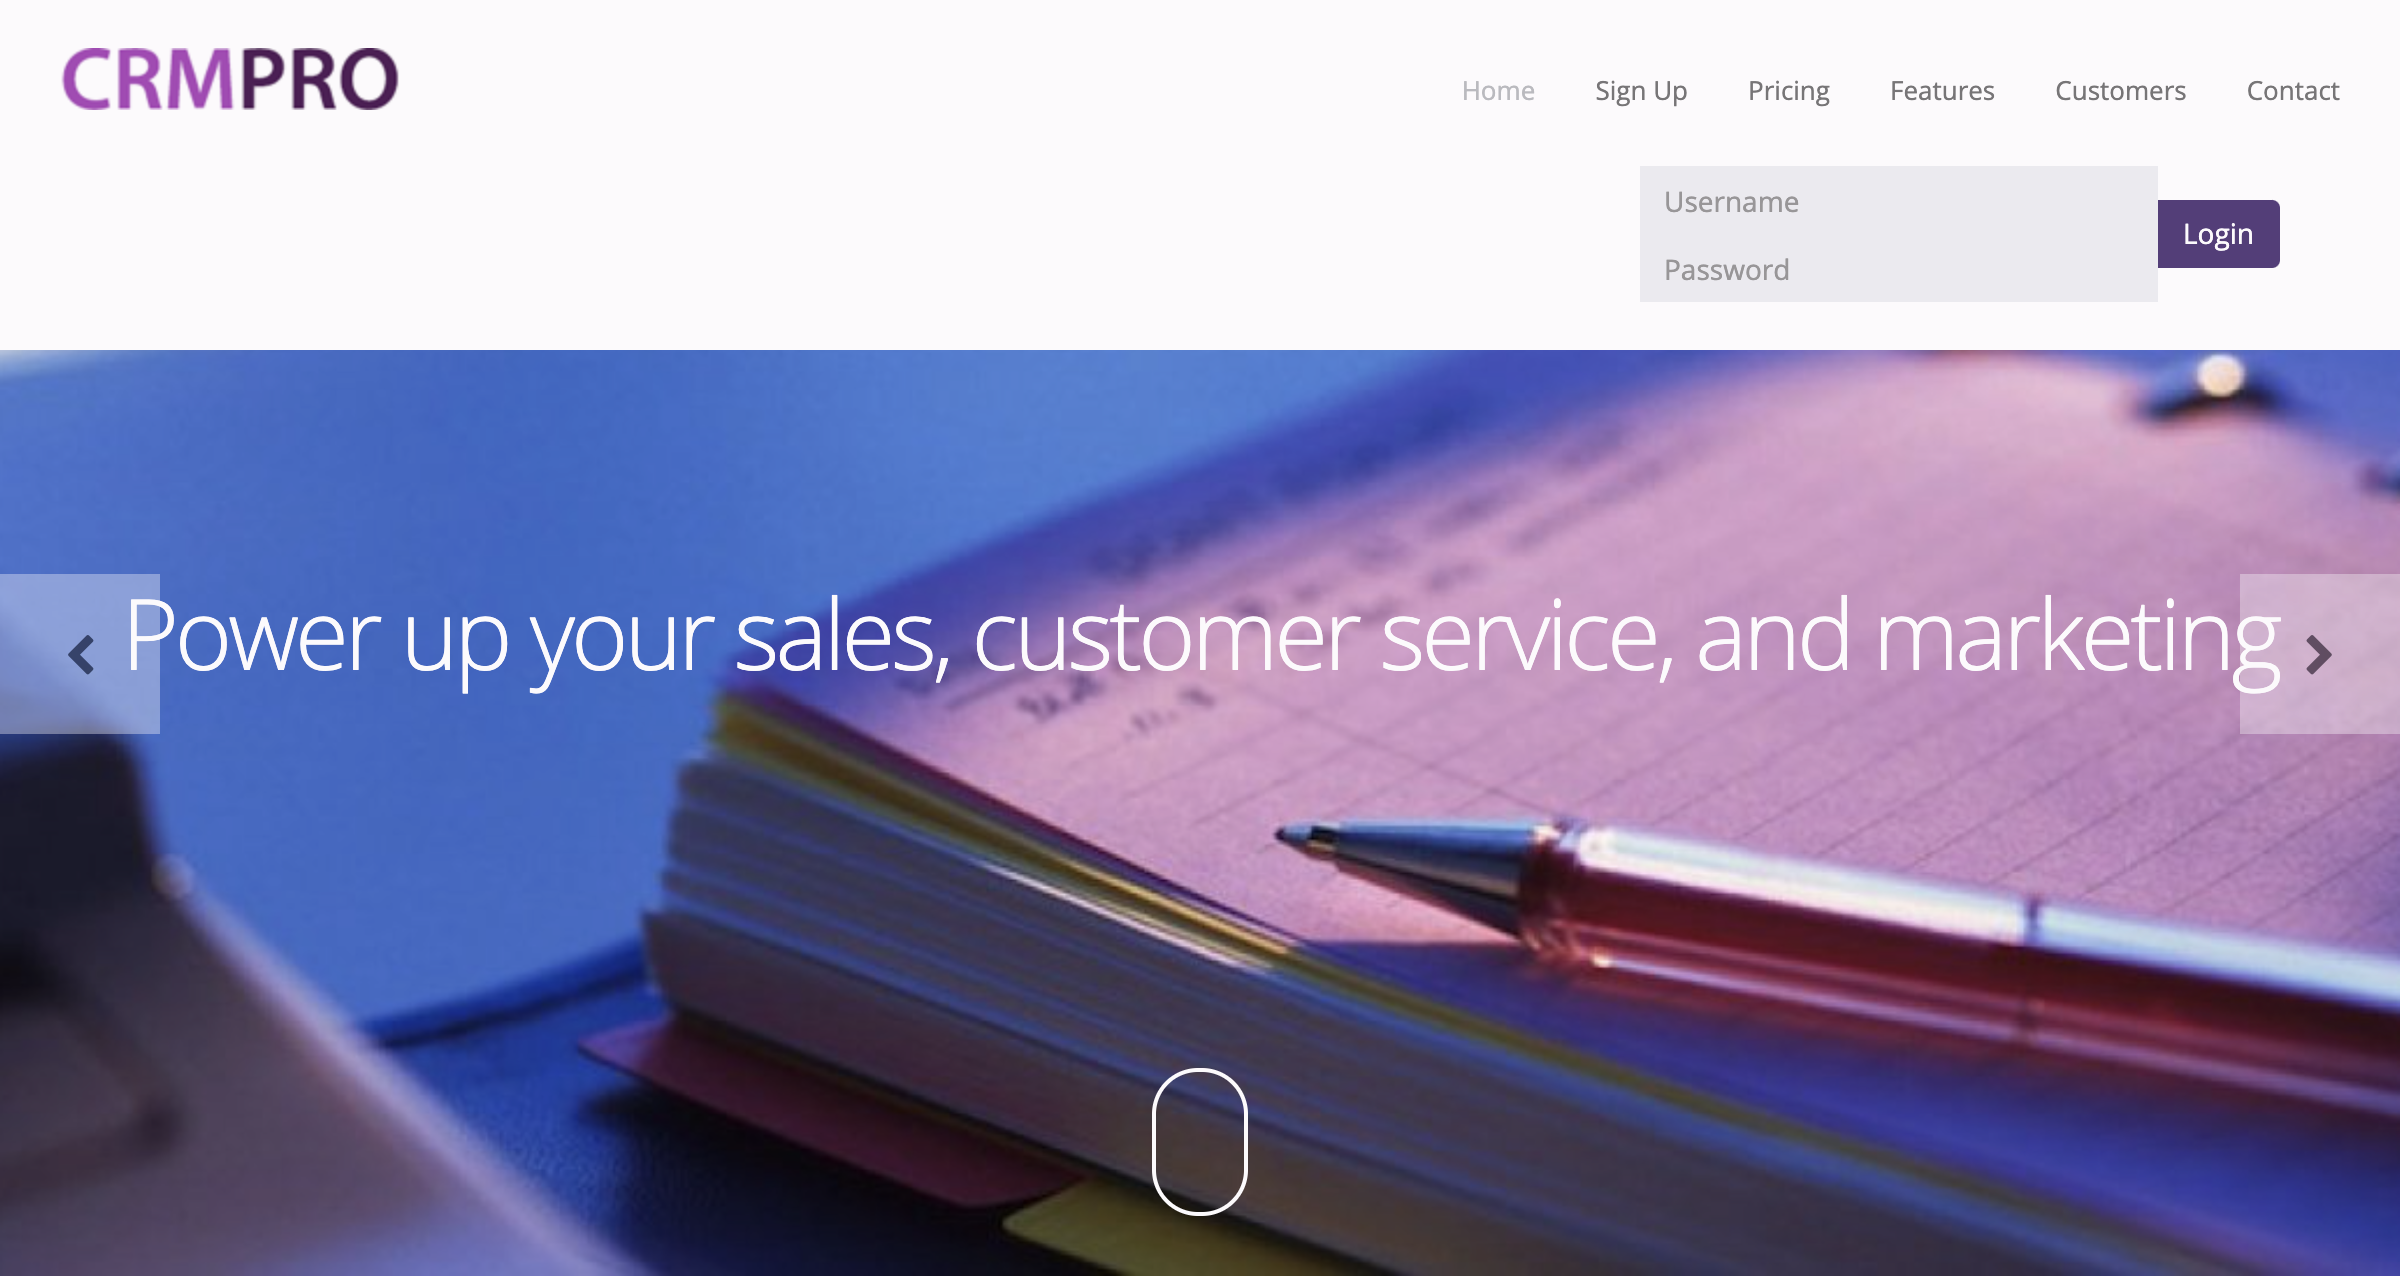 CRMPRO
Home Sign Up Pricing Features Customers Contact
Username
Login
Password
Power up your sales, customer service, and marketing